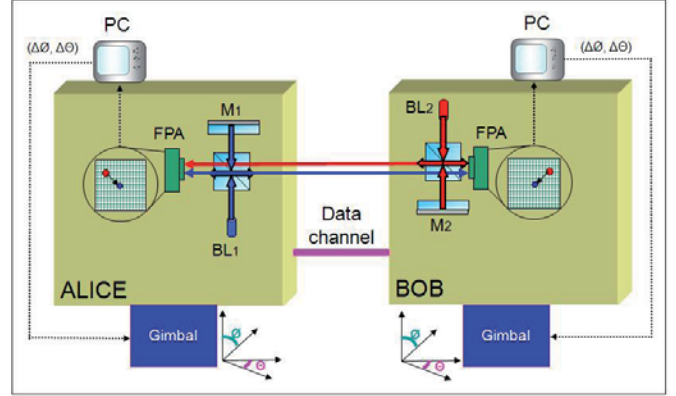 PC
PC
(ΔØ, ΔΘ)
(ΔØ, ΔΘ)
M1
BL2
FPA
FPA
BL1
M2
Data
channel
ALICE
BOB
Gimbal
Ø
Θ
Ø
Gimbal
Θ